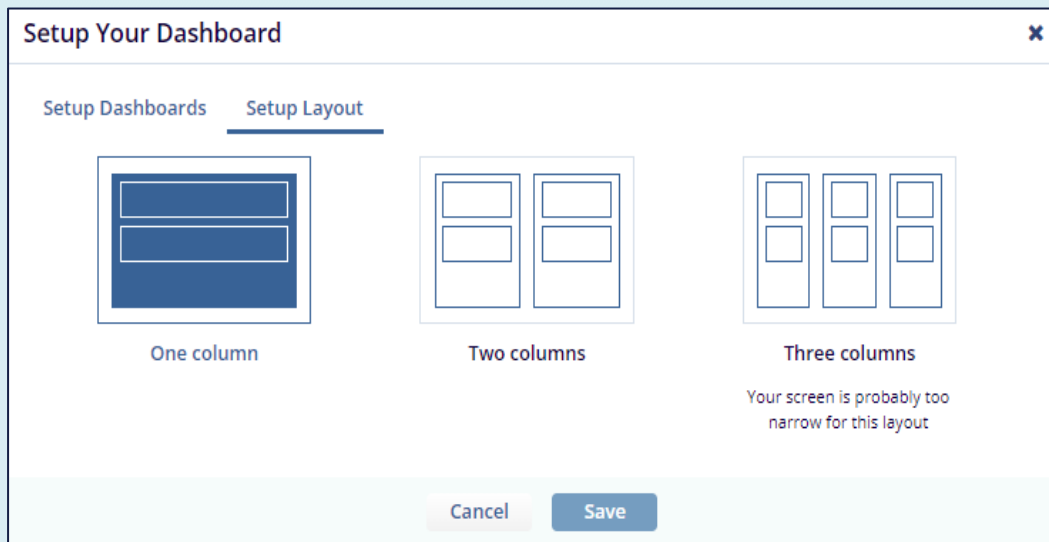 Setup Your Dashboard
Setup Dashboards Setup Layout
One column Two columns Three columns
Your screen is probably too
narrow for this layout
Cancel Save